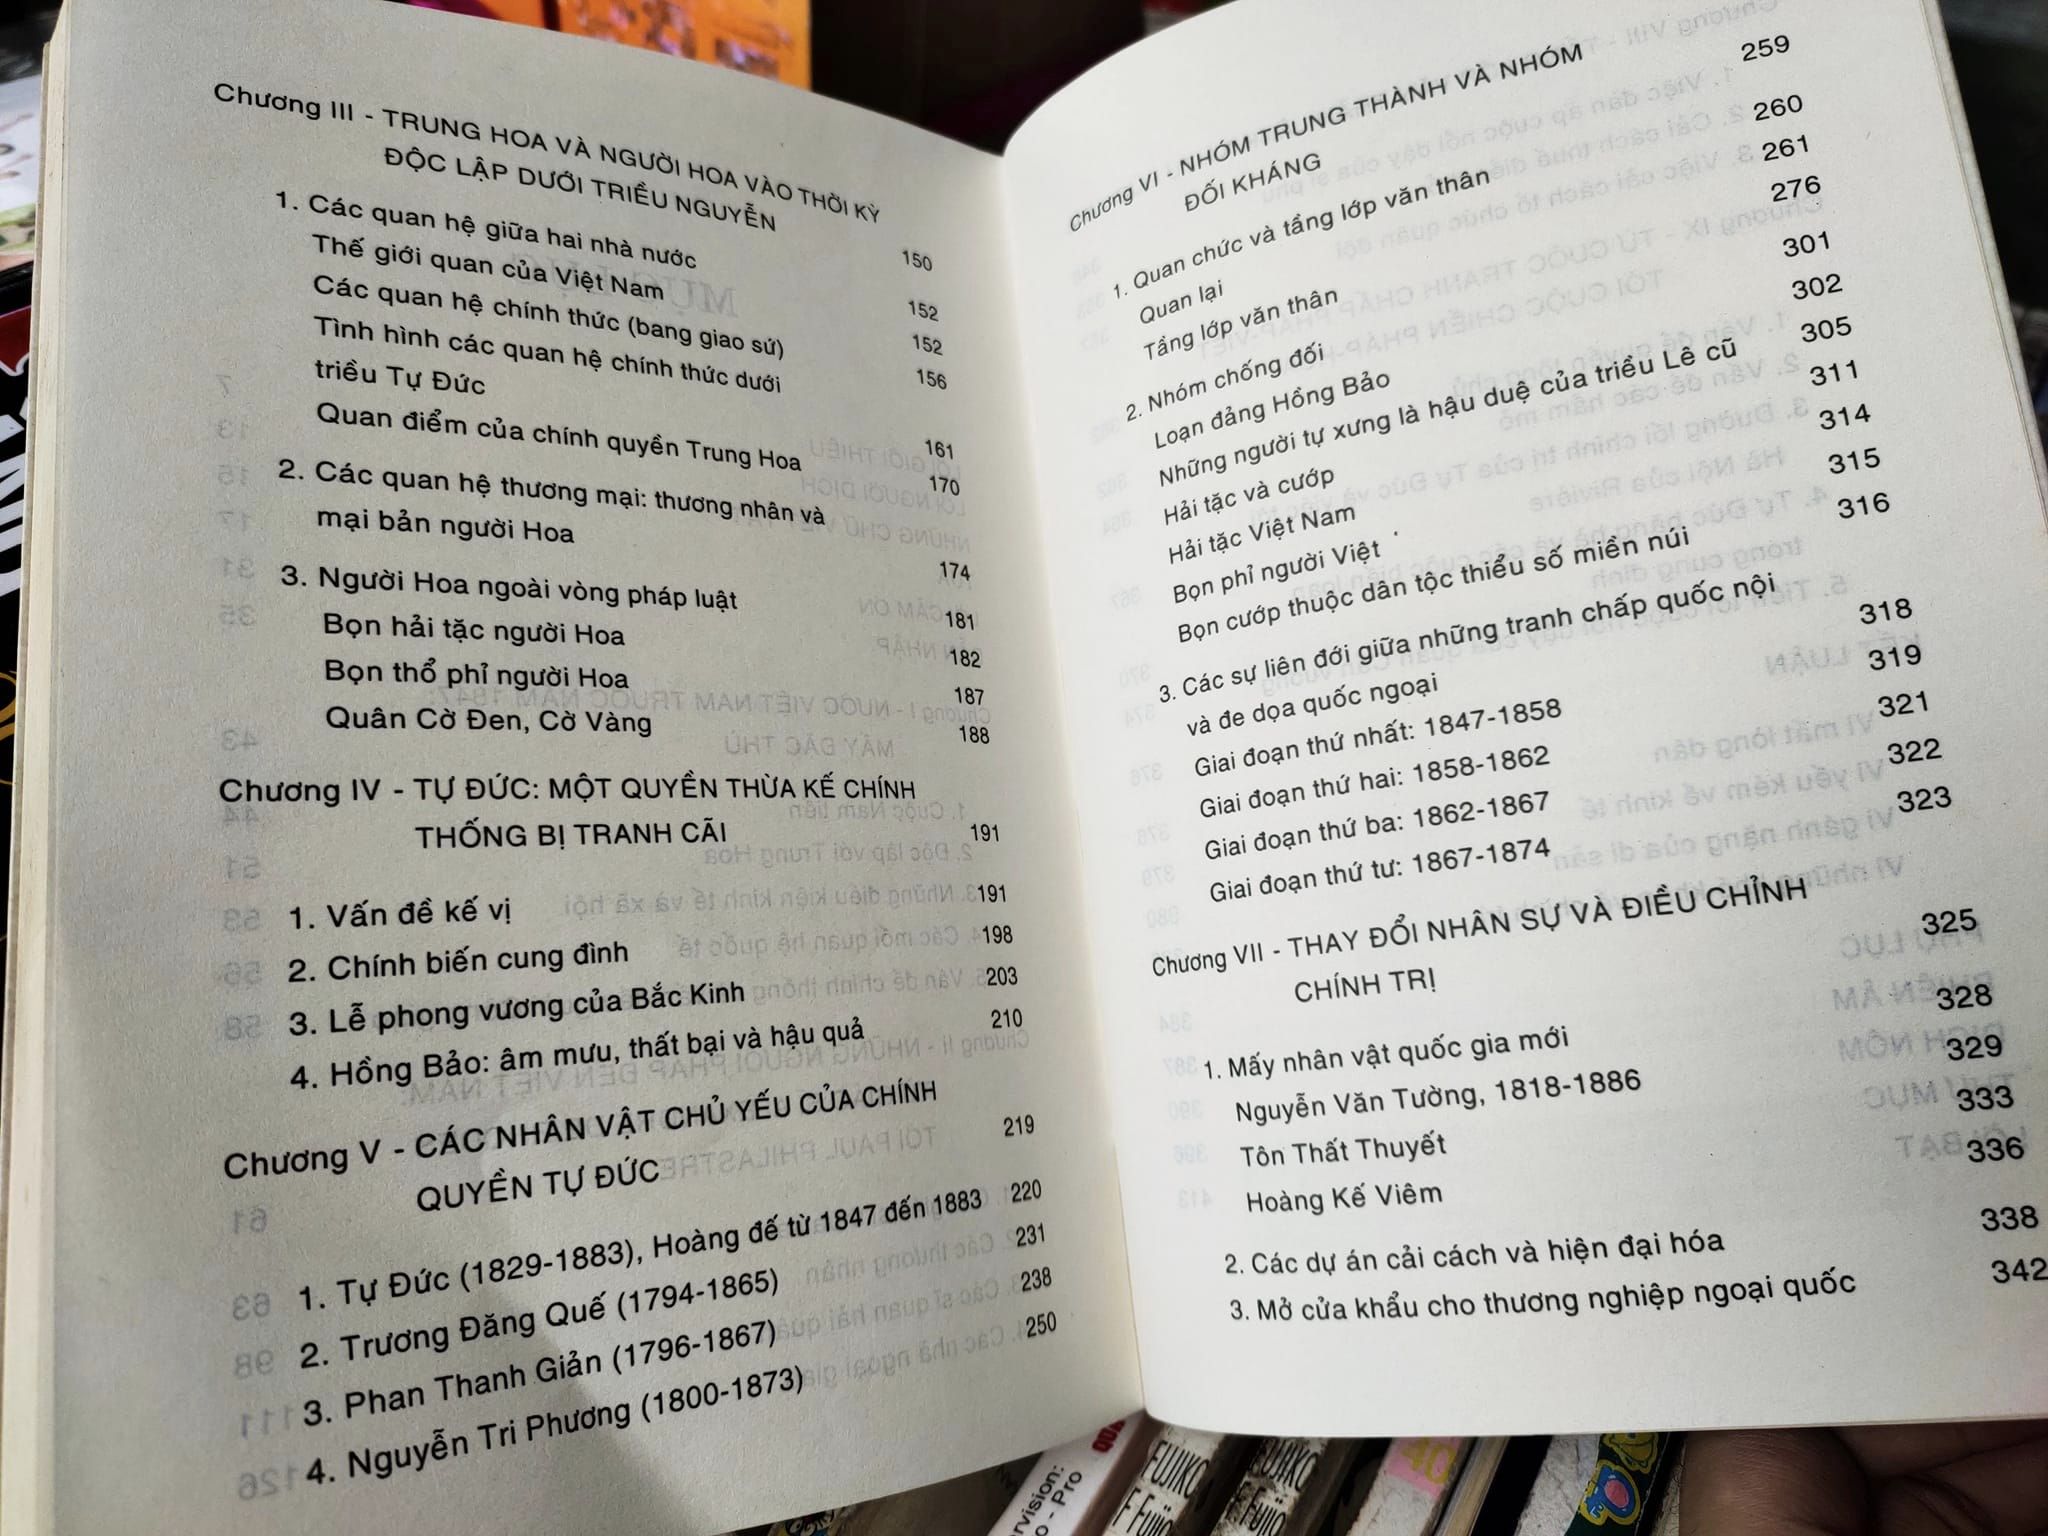 Chương III - TRUNG HOA VÀ NGƯỜI HOA VÀO THỜI KỲ
ĐỘC LẬP DƯỚI TRIỀU NGUYỄN 150
1. Các quan hệ giữa hai nhà nước 152
Thế giới quan của Việt Nam 152
Các quan hệ chính thức (bang giao sứ) 156
Tình hình các quan hệ chính thức dưới
triều Tự Đức 161
Quan điểm của chính quyền Trung Hoa 170
2. Các quan hệ thương mại: thương nhân và
mại bản người Hoa 174
3. Người Hoa ngoài vòng pháp luật 181
Bọn hải tặc người Hoa 182
Bọn thổ phỉ người Hoa 187
Quân Cờ Đen, Cờ Vàng 188
Chương IV - TỰ ĐỨC: MỘT QUYỀN THỪA KẾ CHÍNH
THỐNG BỊ TRANH CÃI 191
1. Vấn đề kế vị 191
2. Chính biến cung đình 198
3. Lễ phong vương của Bắc Kinh 203
4. Hồng Bảo: âm mưu, thất bại và hậu quả 210
Chương V - CÁC NHÂN VẬT CHỦ YẾU CỦA CHÍNH
QUYỀN TỰ ĐỨC 219
1. Tự Đức (1829-1883), Hoàng đế từ 1847 đến 1883 220
2. Trương Đăng Quế (1794-1865) 231
3. Phan Thanh Giản (1796-1867) 238
4. Nguyễn Tri Phương (1800-1873) 250
Chương VI - NHÓM TRUNG THÀNH VÀ NHÓM
ĐỐI KHÁNG 259
1. Quan chức và tầng lớp văn thân 260
Quan lại 261
Tầng lớp văn thân 276
2. Nhóm chống đối 301
Loạn đảng Hồng Bảo 302
Những người tự xưng là hậu duệ của triều Lê cũ 305
Hải tặc và cướp 311
Hải tặc Việt Nam 314
Bọn phỉ người Việt 315
Bọn cướp thuộc dân tộc thiểu số miền núi 316
3. Các sự liên đới giữa những tranh chấp quốc nội
và đe dọa quốc ngoại 318
Giai đoạn thứ nhất: 1847-1858 319
Giai đoạn thứ hai: 1858-1862 321
Giai đoạn thứ ba: 1862-1867 322
Giai đoạn thứ tư: 1867-1874 323
Chương VII - THAY ĐỔI NHÂN SỰ VÀ ĐIỀU CHỈNH
CHÍNH TRỊ 325
1. Mấy nhân vật quốc gia mới 328
Nguyễn Văn Tường, 1818-1886 329
Tôn Thất Thuyết 333
Hoàng Kế Viêm 336
2. Các dự án cải cách và hiện đại hóa 338
3. Mở cửa khẩu cho thương nghiệp ngoại quốc 342
rvision:
o - Pro
FUJIKO
F Fujio
FUJIKO
F Fujio
40